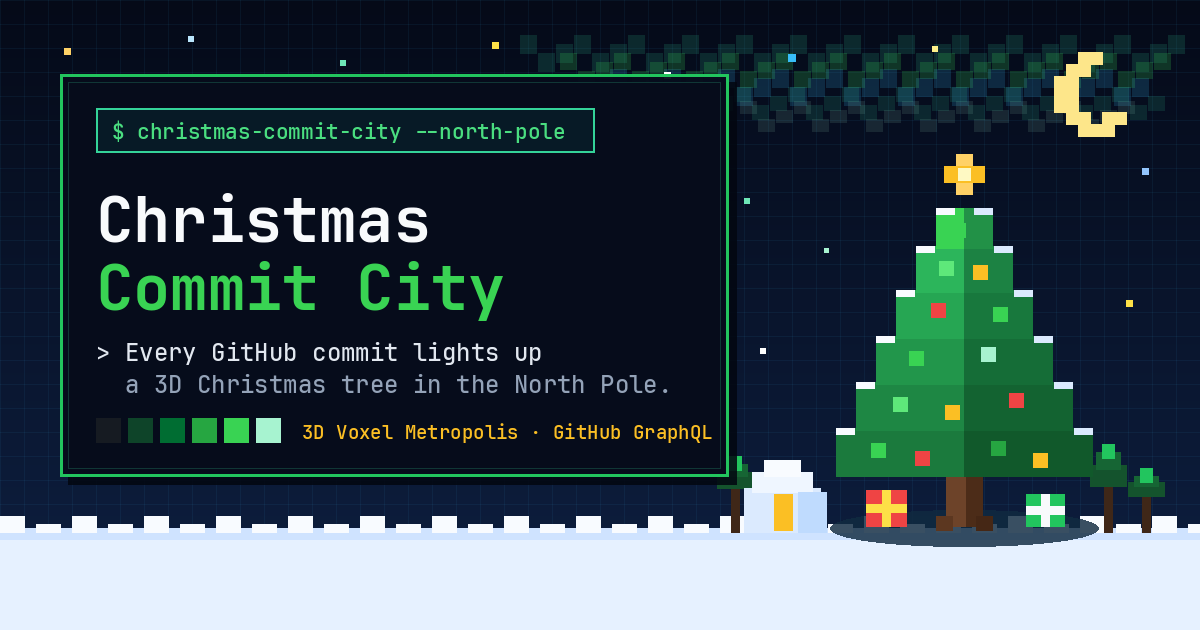 $ christmas-commit-city --north-pole
Christmas
Commit City
> Every GitHub commit lights up
a 3D Christmas tree in the North Pole.
3D Voxel Metropolis · GitHub GraphQL